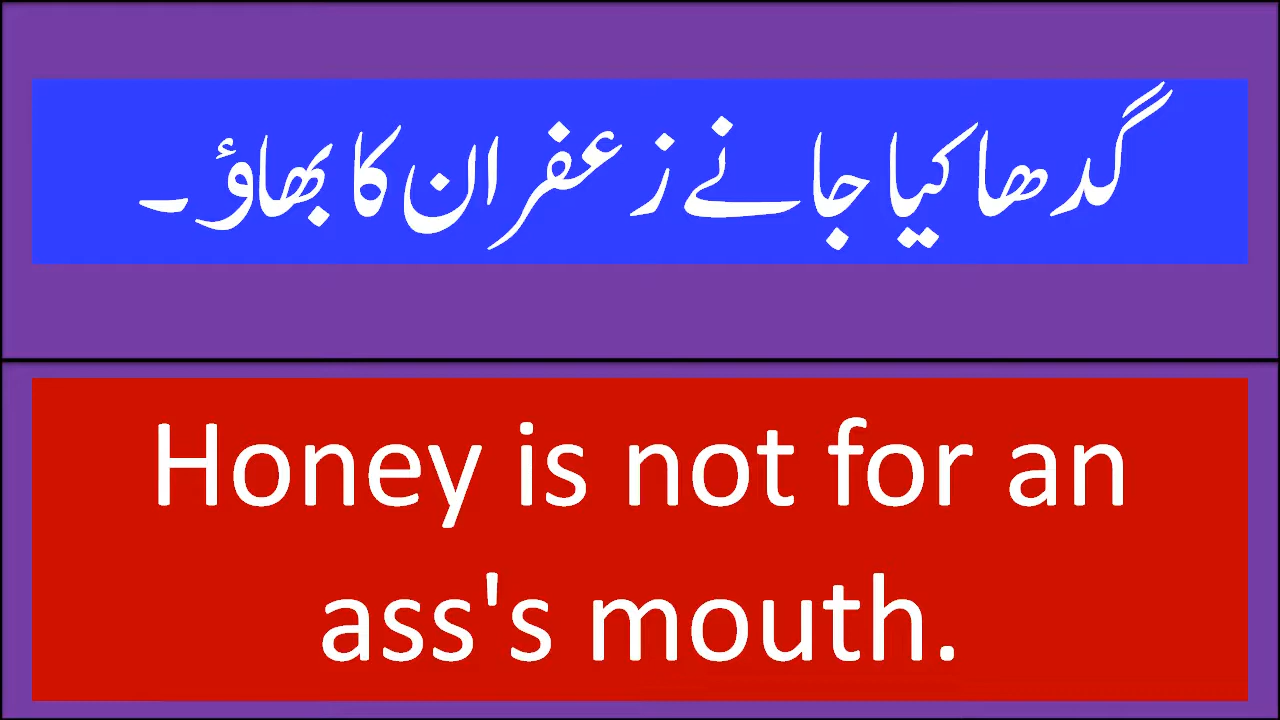 گدھا کیا جانے زعفران کا بھاؤ۔
Honey is not for an
ass's mouth.